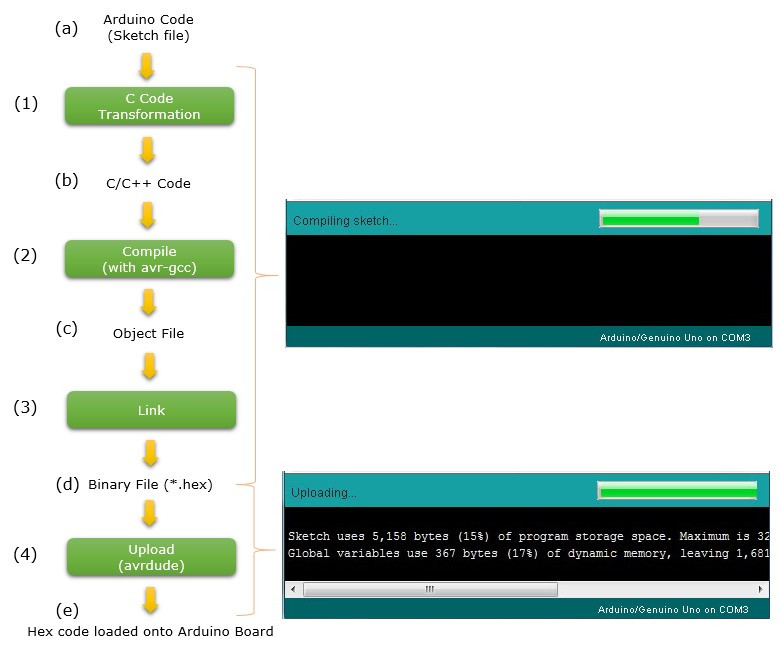 (a)
Arduino Code
(Sketch file)
(1)
C Code
Transformation
(b)
C/C++ Code
(2)
Compile
(with avr-gcc)
(c)
Object File
(3)
Link
(d)
Binary File (*.hex)
(4)
Upload
(avrdude)
(e)
Hex code loaded onto Arduino Board
Compiling sketch...
Arduino/Genuino Uno on COM3
Uploading...
Sketch uses 5,158 bytes (15%) of program storage space. Maximum is 32
Global variables use 367 bytes (17%) of dynamic memory, leaving 1,681
Arduino/Genuino Uno on COM3